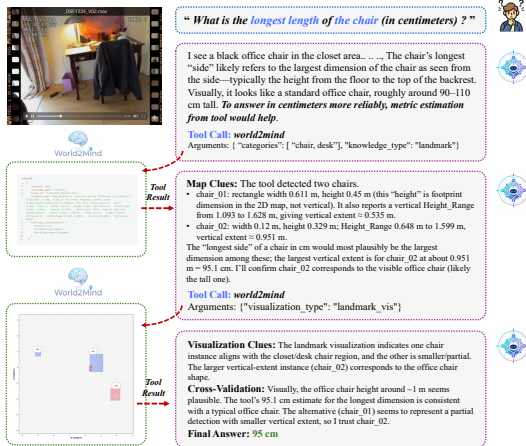 _DSF1234_V02.mov
“ What is the longest length of the chair (in centimeters) ? ”
I see a black office chair in the closet area.. .. .., The chair’s longest
“side” likely refers to the largest dimension of the chair as seen from
the side—typically the height from the floor to the top of the backrest.
Visually, it looks like a standard office chair, roughly around 90–110
cm tall. To answer in centimeters more reliably, metric estimation
from tool would help.
Tool Call: world2mind
Arguments: { “categories”: [ “chair, desk”], "knowledge_type": "landmark"}
World2Mind
Tool
Result
Map Clues: The tool detected two chairs.
• chair_01: rectangle width 0.611 m, height 0.45 m (this “height” is footprint
dimension in the 2D map, not vertical). It also reports a vertical Height_Range
from 1.093 to 1.628 m, giving vertical extent ≈ 0.535 m.
• chair_02: width 0.12 m, height 0.329 m; Height_Range 0.648 m to 1.599 m,
vertical extent ≈ 0.951 m.
The “longest side” of a chair in cm would most plausibly be the largest
dimension among these; the largest vertical extent is for chair_02 at about 0.951
m = 95.1 cm. I’ll confirm chair_02 corresponds to the visible office chair (likely
the tall one).
Tool Call: world2mind
Arguments: {"visualization_type": "landmark_vis"}
World2Mind
Tool
Result
Visualization Clues: The landmark visualization indicates one chair
instance aligns with the closet/desk chair region, and the other is smaller/partial.
The larger vertical-extent instance (chair_02) corresponds to the office chair
shape.
Cross-Validation: Visually, the office chair height around ~1 m seems
plausible. The tool’s 95.1 cm estimate for the longest dimension is consistent
with a typical office chair. The alternative (chair_01) seems to represent a partial
detection with smaller vertical extent, so I trust chair_02.
Final Answer: 95 cm